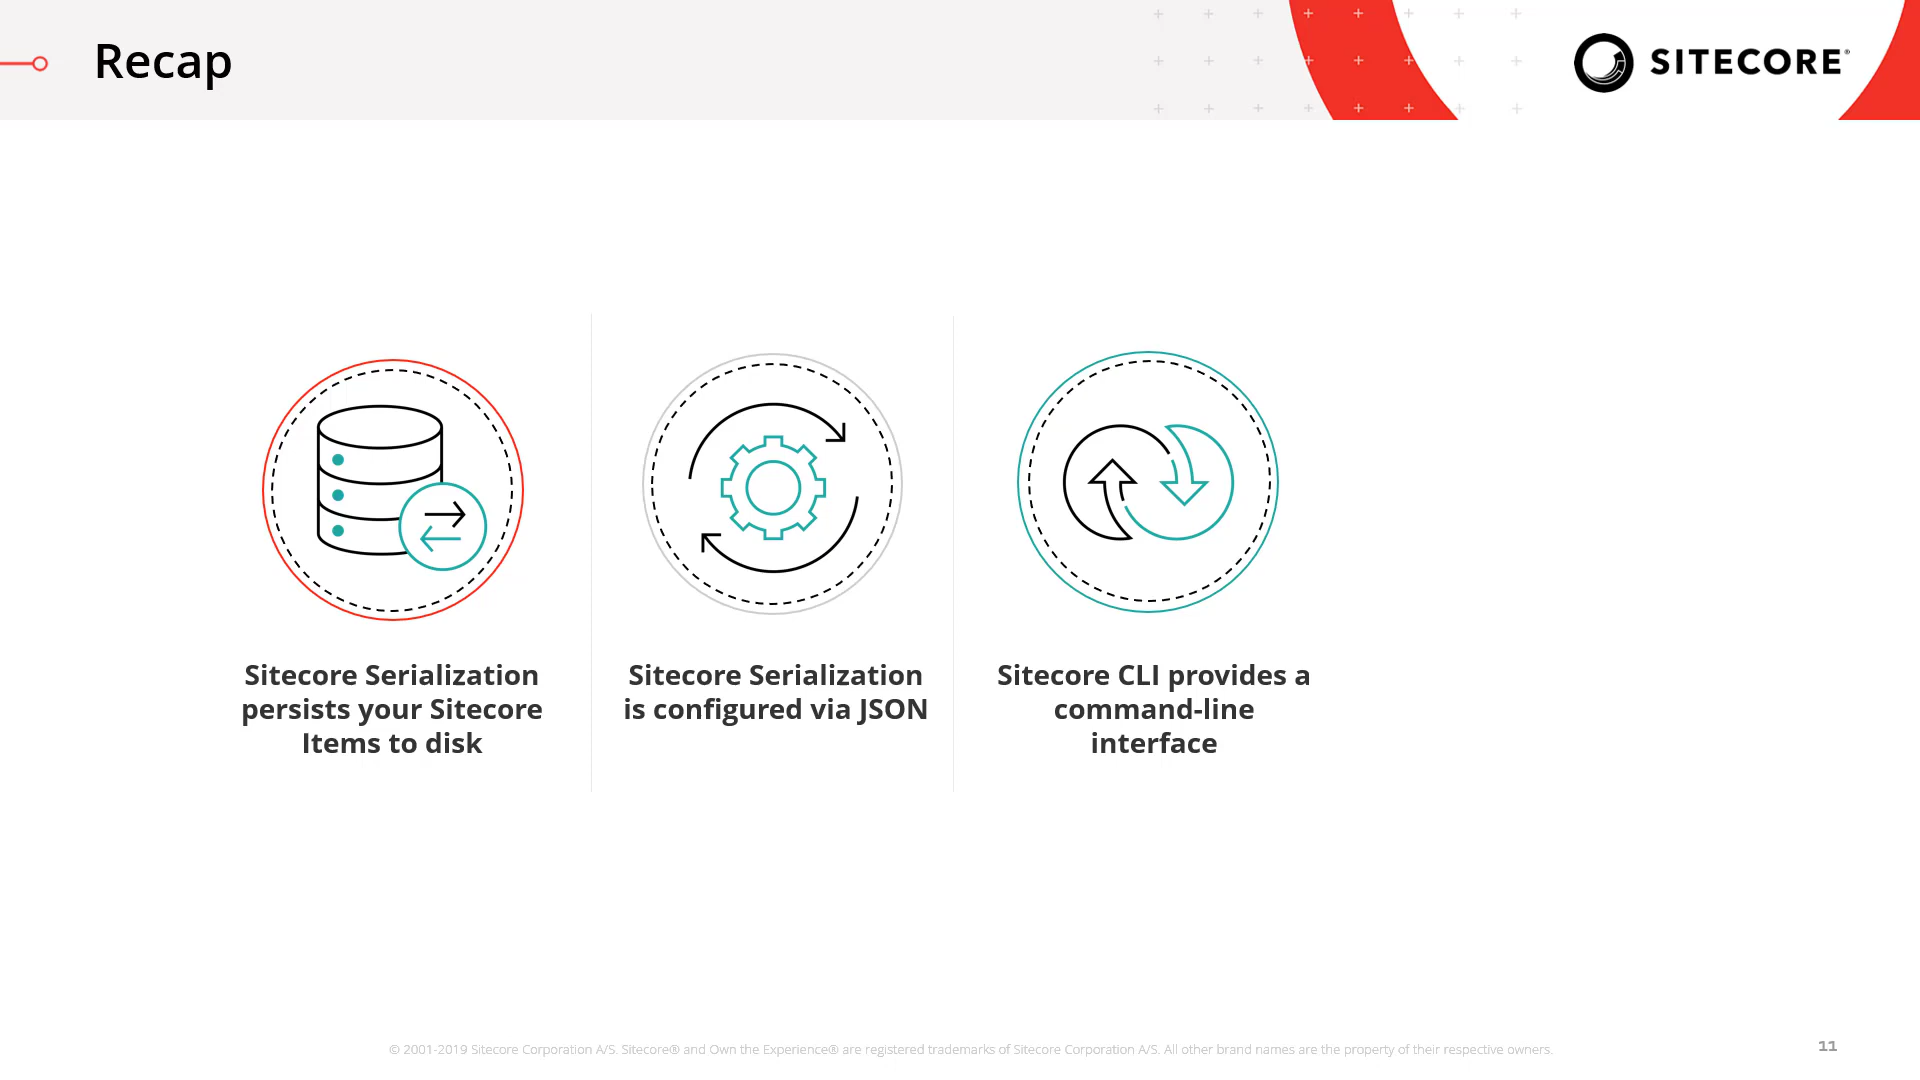 Recap
SITECORE®
Sitecore Serialization
persists your Sitecore
Items to disk
Sitecore Serialization
is configured via JSON
Sitecore CLI provides a
command-line
interface
© 2001-2019 Sitecore Corporation A/S. Sitecore® and Own the Experience® are registered trademarks of Sitecore Corporation A/S. All other brand names are the property of their respective owners.
11